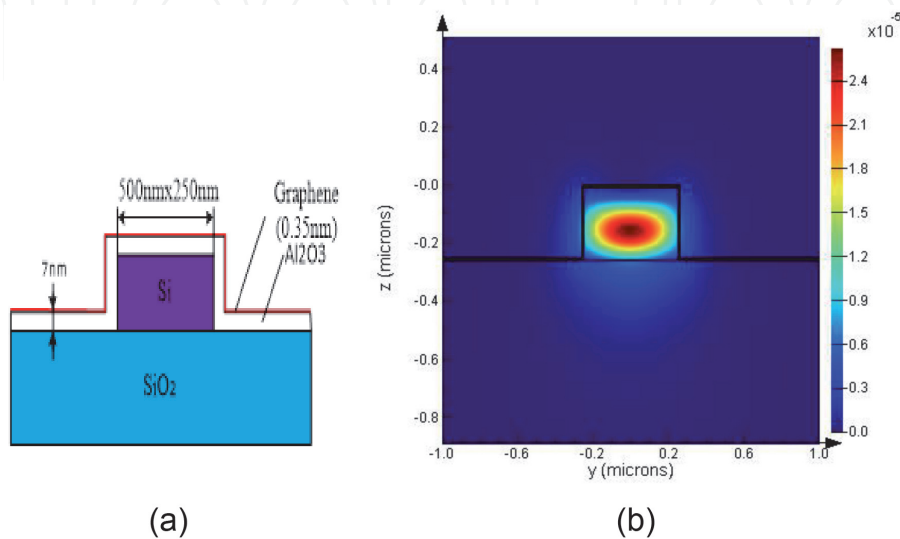 500nmx250nm
Graphene
(0.35nm)
Al2O3
7nm
Si
SiO2
(a)
x10^-5
z (microns)
0.4
0.2
-0.0
-0.2
-0.4
-0.6
-0.8
-1.0 -0.6 -0.2 0.2 0.6 1.0
y (microns)
2.4
2.1
1.8
1.5
1.2
0.9
0.6
0.3
0.0
(b)